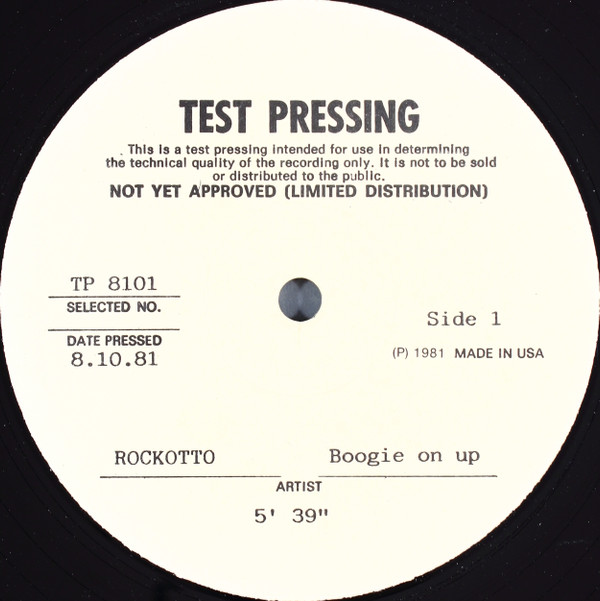 TEST PRESSING
This is a test pressing intended for use in determining
the technical quality of the recording only. It is not to be sold
or distributed to the public.
NOT YET APPROVED (LIMITED DISTRIBUTION)
TP 8101
SELECTED NO.
DATE PRESSED
8.10.81
Side 1
(P) 1981 MADE IN USA
ROCKOTTO Boogie on up
ARTIST
5' 39"